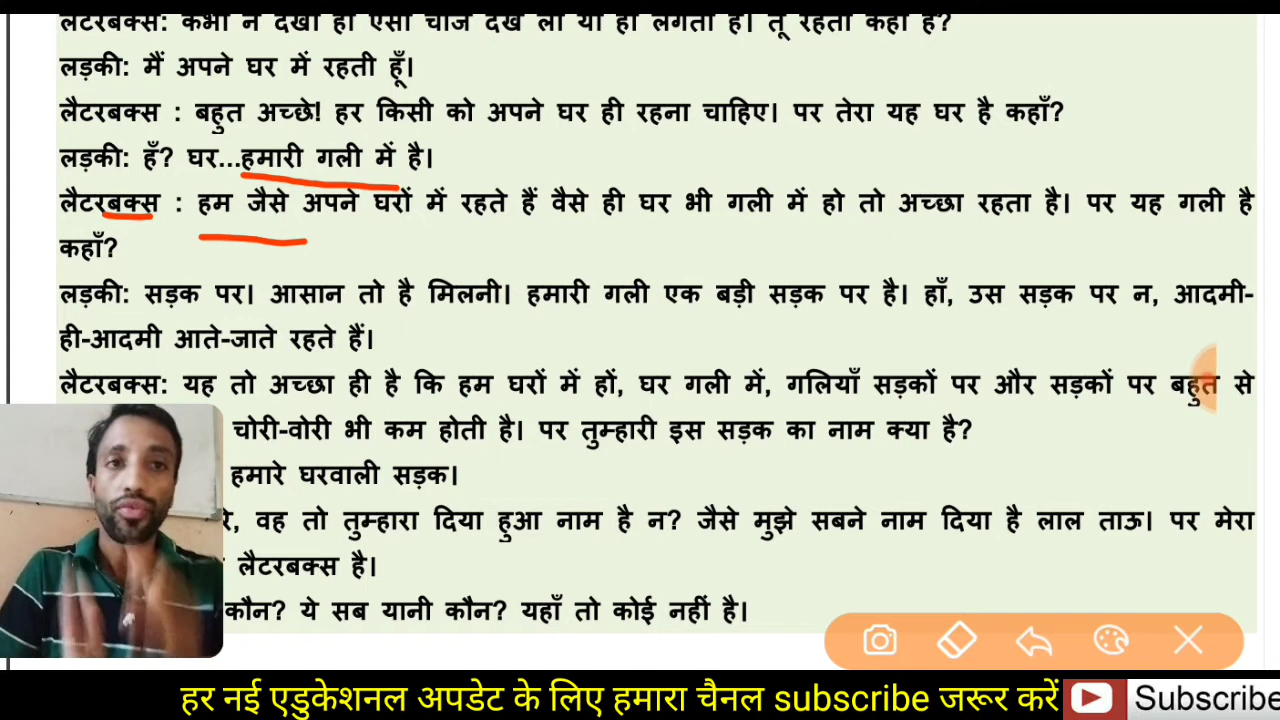 लैटरबक्स: कभी न देखी हो ऐसी चीज देख लो यों ही लगता है। तू रहती कहाँ है?
लड़की: मैं अपने घर में रहती हूँ।
लैटरबक्स : बहुत अच्छे! हर किसी को अपने घर ही रहना चाहिए। पर तेरा यह घर है कहाँ?
लड़की: हँ? घर...हमारी गली में है।
लैटरबक्स : हम जैसे अपने घरों में रहते हैं वैसे ही घर भी गली में हो तो अच्छा रहता है। पर यह गली है
कहाँ?
लड़की: सड़क पर। आसान तो है मिलनी। हमारी गली एक बड़ी सड़क पर है। हाँ, उस सड़क पर न, आदमी-
ही-आदमी आते-जाते रहते हैं।
लैटरबक्स: यह तो अच्छा ही है कि हम घरों में हों, घर गली में, गलियाँ सड़कों पर और सड़कों पर बहुत से
चोरी-वोरी भी कम होती है। पर तुम्हारी इस सड़क का नाम क्या है?
हमारे घरवाली सड़क।
वह तो तुम्हारा दिया हुआ नाम है न? जैसे मुझे सबने नाम दिया है लाल ताऊ। पर मेरा
लैटरबक्स है।
कौन? ये सब यानी कौन? यहाँ तो कोई नहीं है।
हर नई एडुकेशनल अपडेट के लिए हमारा चैनल subscribe जरूर करें Subscribe